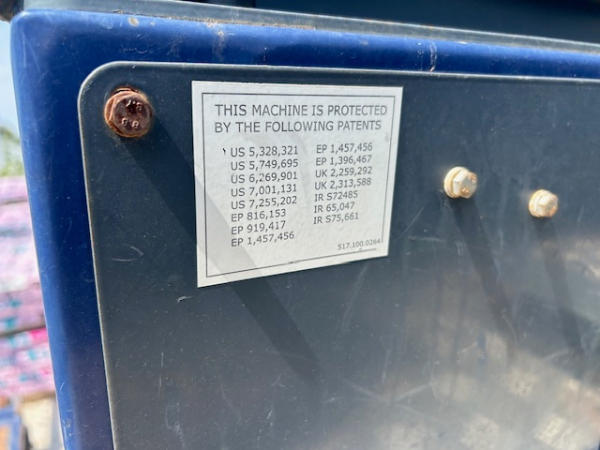 THIS MACHINE IS PROTECTED
BY THE FOLLOWING PATENTS
US 5,328,321
US 5,749,695
US 6,269,901
US 7,001,131
US 7,255,202
EP 816,153
EP 919,417
EP 1,457,456
EP 1,457,456
EP 1,396,467
UK 2,259,292
UK 2,313,588
IR S72485
IR 65,047
IR S75,661
517.100.0264